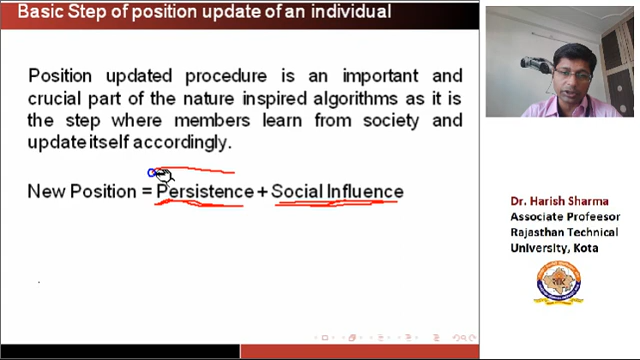 Basic Step of position update of an individual
Position updated procedure is an important and
crucial part of the nature inspired algorithms as it is
the step where members learn from society and
update itself accordingly.
New Position = Persistence + Social Influence
Dr. Harish Sharma
Associate Profeesor
Rajasthan Technical
University, Kota